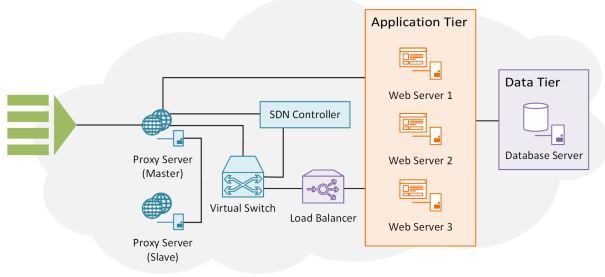 Application Tier
Web Server 1
Web Server 2
Web Server 3
Data Tier
Database Server
SDN Controller
Proxy Server
(Master)
Virtual Switch
Load Balancer
Proxy Server
(Slave)